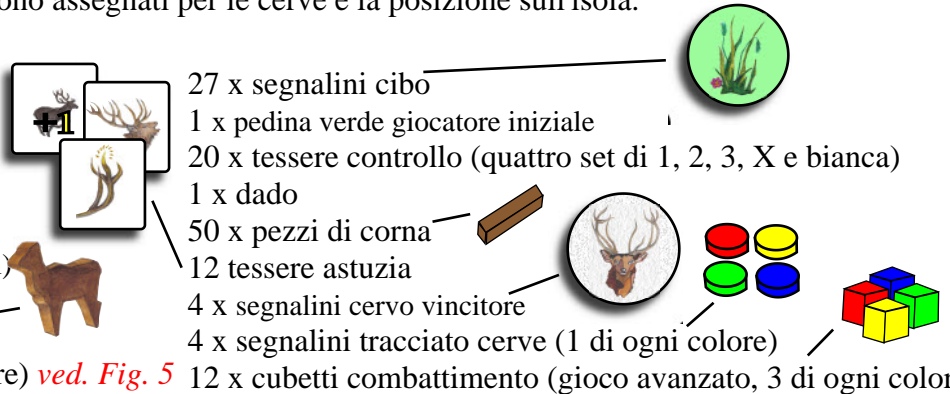 ono assegnati per le cerve e la posizione sull'isola.
27 x segnalini cibo
1 x pedina verde giocatore iniziale
+1
20 x tessere controllo (quattro set di 1, 2, 3, X e bianca)
1 x dado
50 x pezzi di corna
12 tessere astuzia
4 x segnalini cervo vincitore
4 x segnalini tracciato cerve (1 di ogni colore)
re) ved. Fig. 5 12 x cubetti combattimento (gioco avanzato, 3 di ogni color